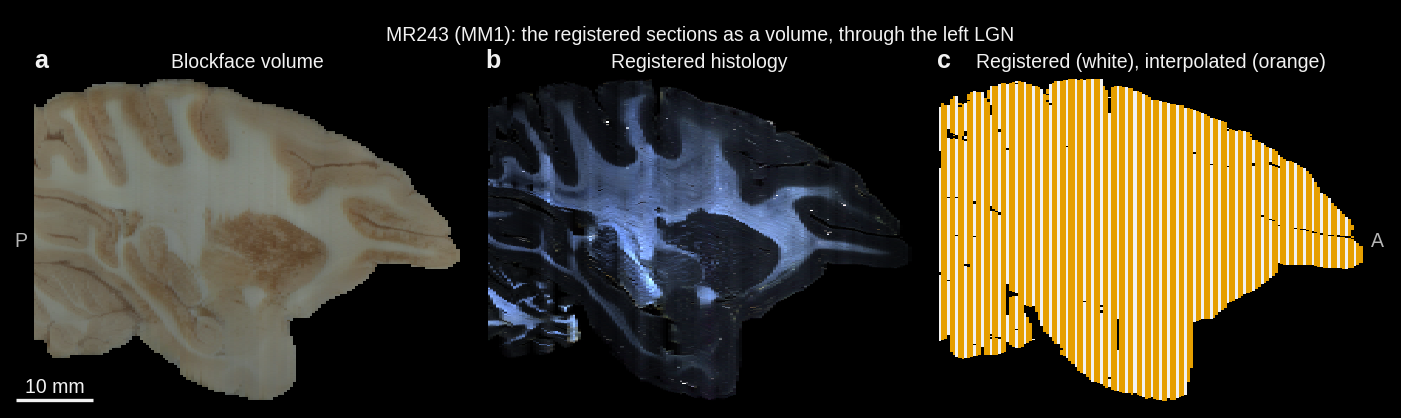 MR243 (MM1): the registered sections as a volume, through the left LGN
a Blockface volume
b Registered histology
c Registered (white), interpolated (orange)
P
A
10 mm